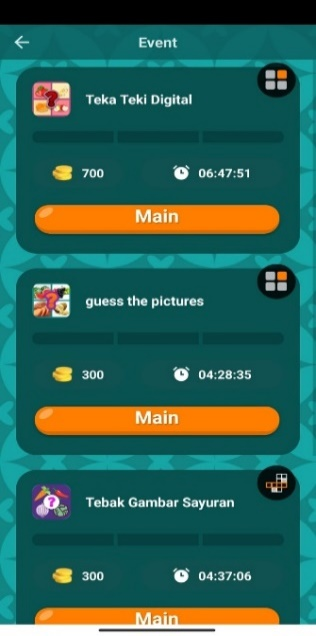 Event
Teka Teki Digital
700 06:47:51
Main
guess the pictures
300 04:28:35
Main
Tebak Gambar Sayuran
300 04:37:06
Main